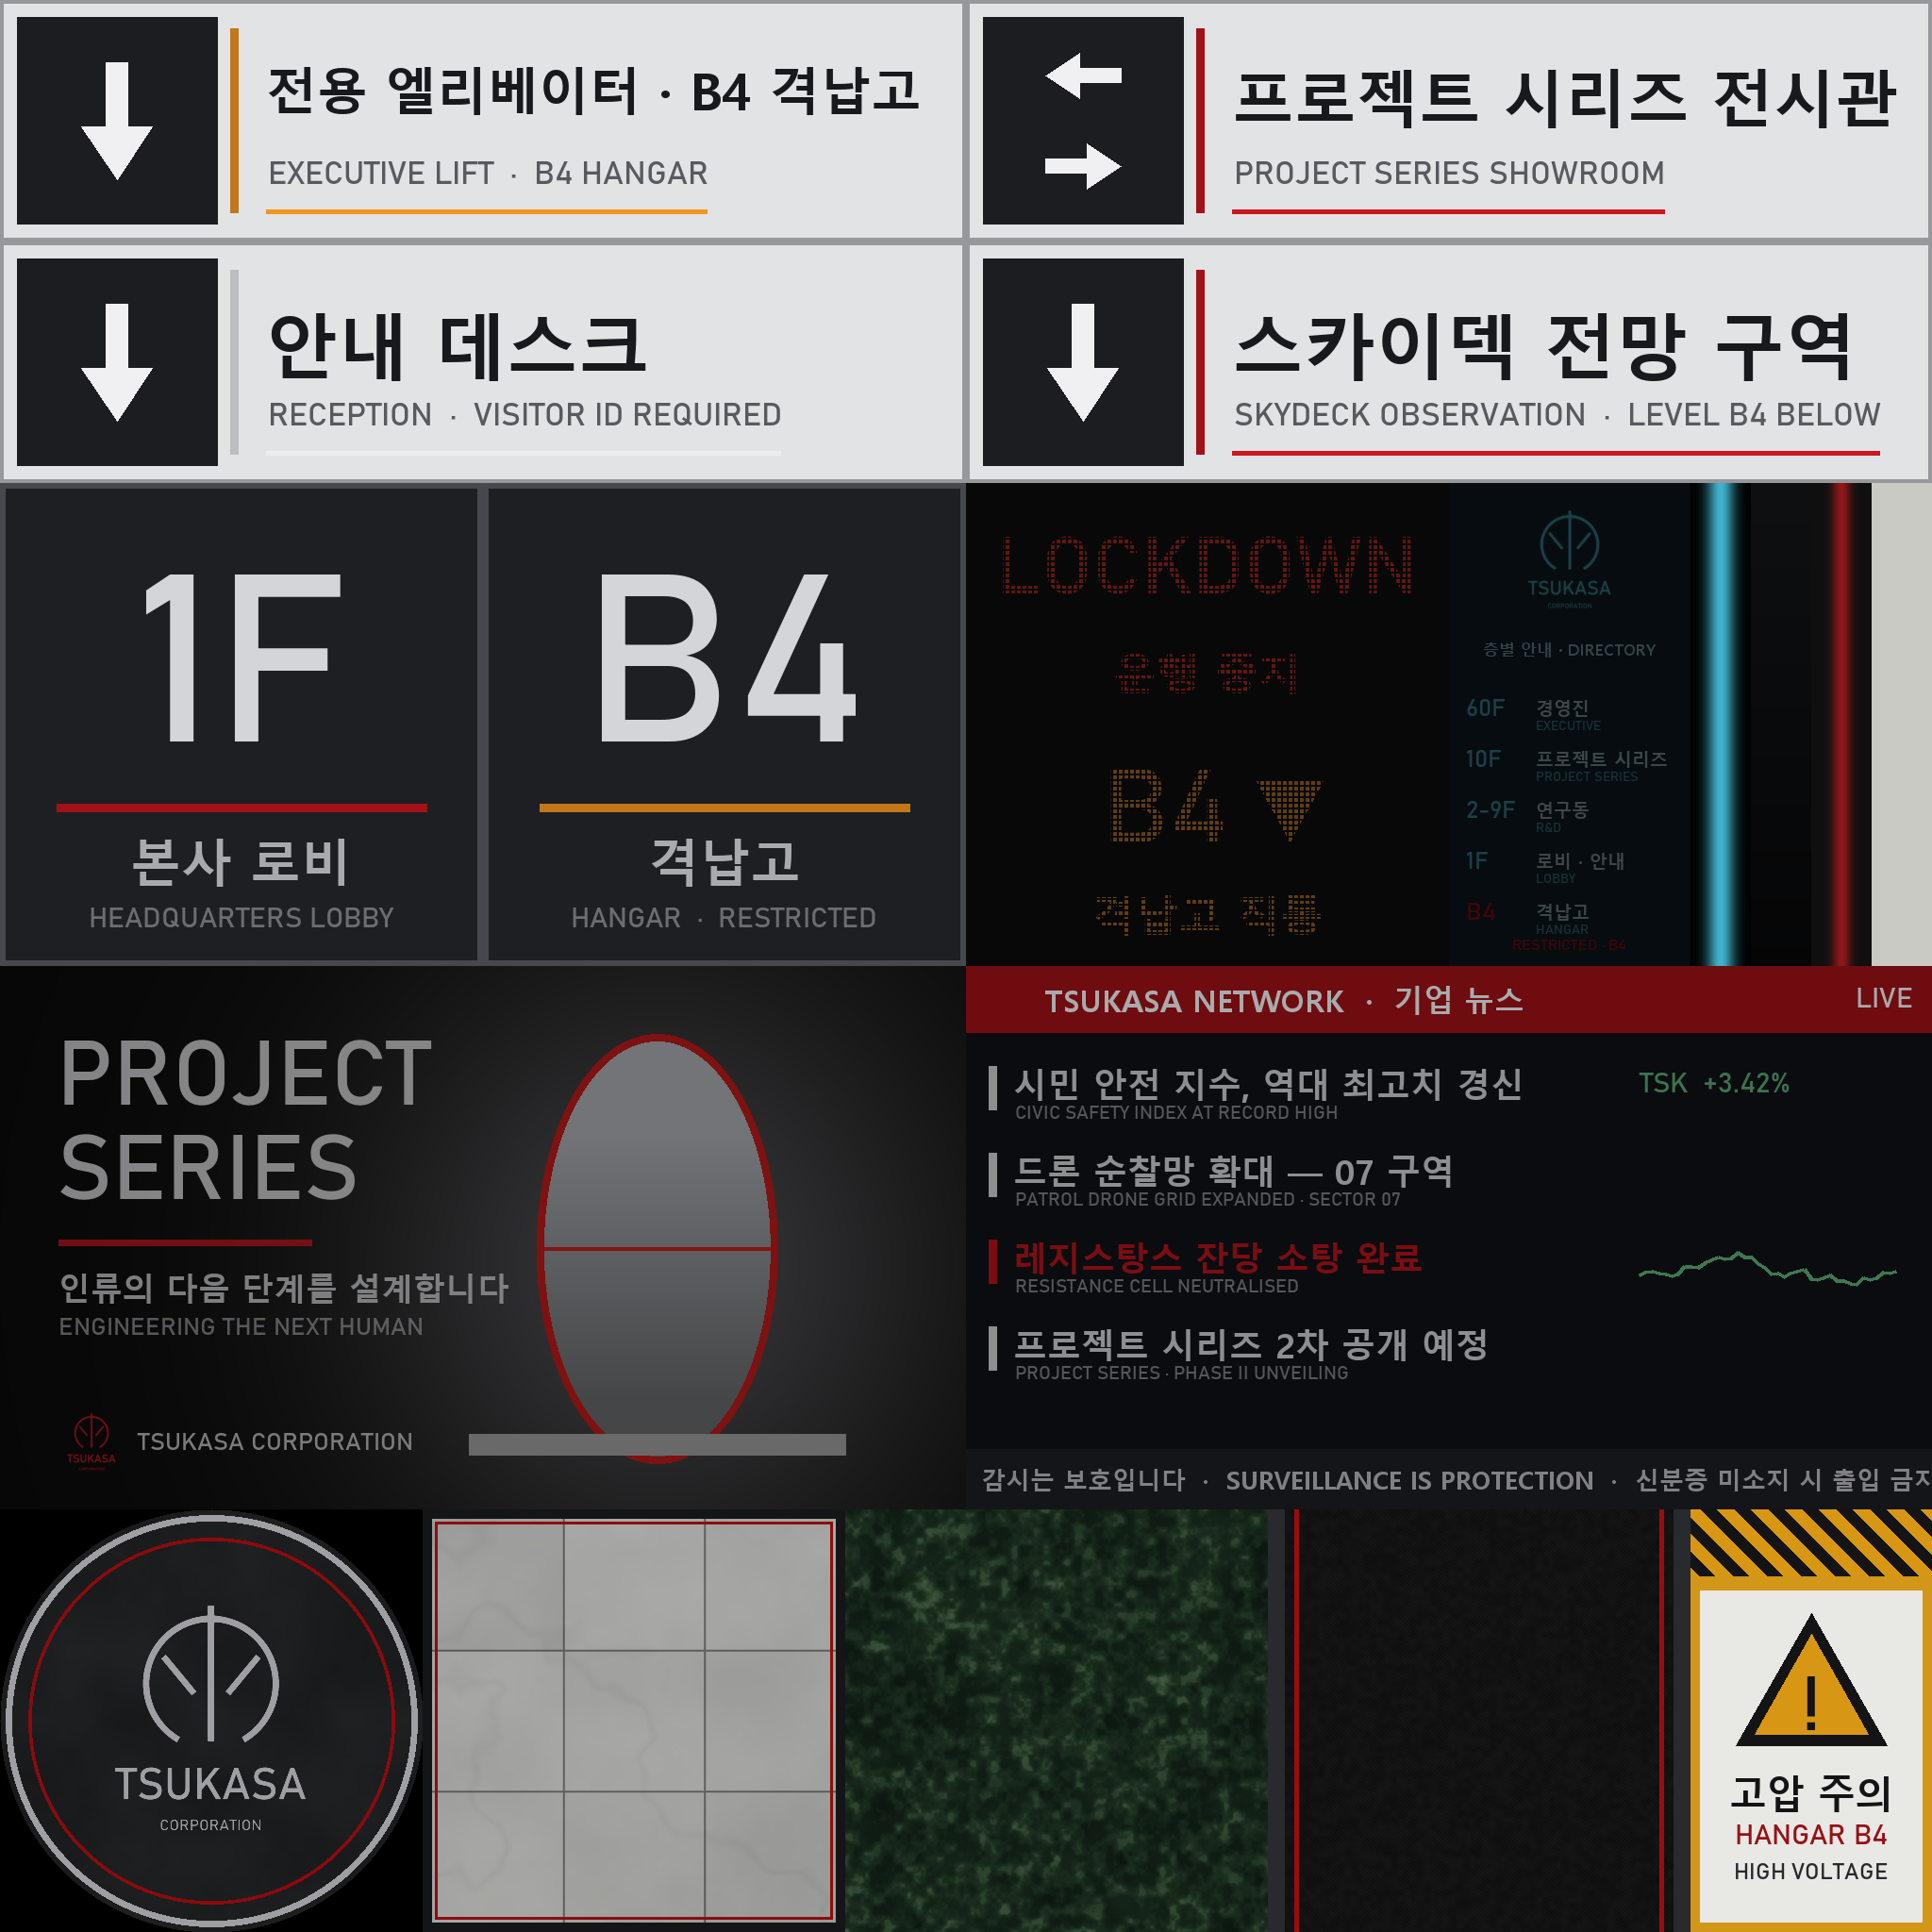 전용 엘리베이터 · B4 격납고
EXECUTIVE LIFT · B4 HANGAR
프로젝트 시리즈 전시관
PROJECT SERIES SHOWROOM
안내 데스크
RECEPTION · VISITOR ID REQUIRED
스카이덱 전망 구역
SKYDECK OBSERVATION · LEVEL B4 BELOW
1F
본사 로비
HEADQUARTERS LOBBY
B4
격납고
HANGAR · RESTRICTED
LOCKDOWN
운행 중지
B4 ▼
격납고 직통
TSUKASA
CORPORATION
층별 안내 · DIRECTORY
60F 경영진
EXECUTIVE
10F 프로젝트 시리즈
PROJECT SERIES
2-9F 연구동
R&D
1F 로비 · 안내
LOBBY
B4 격납고
HANGAR
RESTRICTED · B4
PROJECT
SERIES
인류의 다음 단계를 설계합니다
ENGINEERING THE NEXT HUMAN
TSUKASA
TSUKASA CORPORATION
TSUKASA NETWORK · 기업 뉴스
LIVE
시민 안전 지수, 역대 최고치 경신
CIVIC SAFETY INDEX AT RECORD HIGH
TSK +3.42%
드론 순찰망 확대 — 07 구역
PATROL DRONE GRID EXPANDED · SECTOR 07
레지스탕스 잔당 소탕 완료
RESISTANCE CELL NEUTRALISED
프로젝트 시리즈 2차 공개 예정
PROJECT SERIES · PHASE II UNVEILING
감시는 보호입니다 · SURVEILLANCE IS PROTECTION · 신분증 미소지 시 출입 금지
TSUKASA
CORPORATION
고압 주의
HANGAR B4
HIGH VOLTAGE